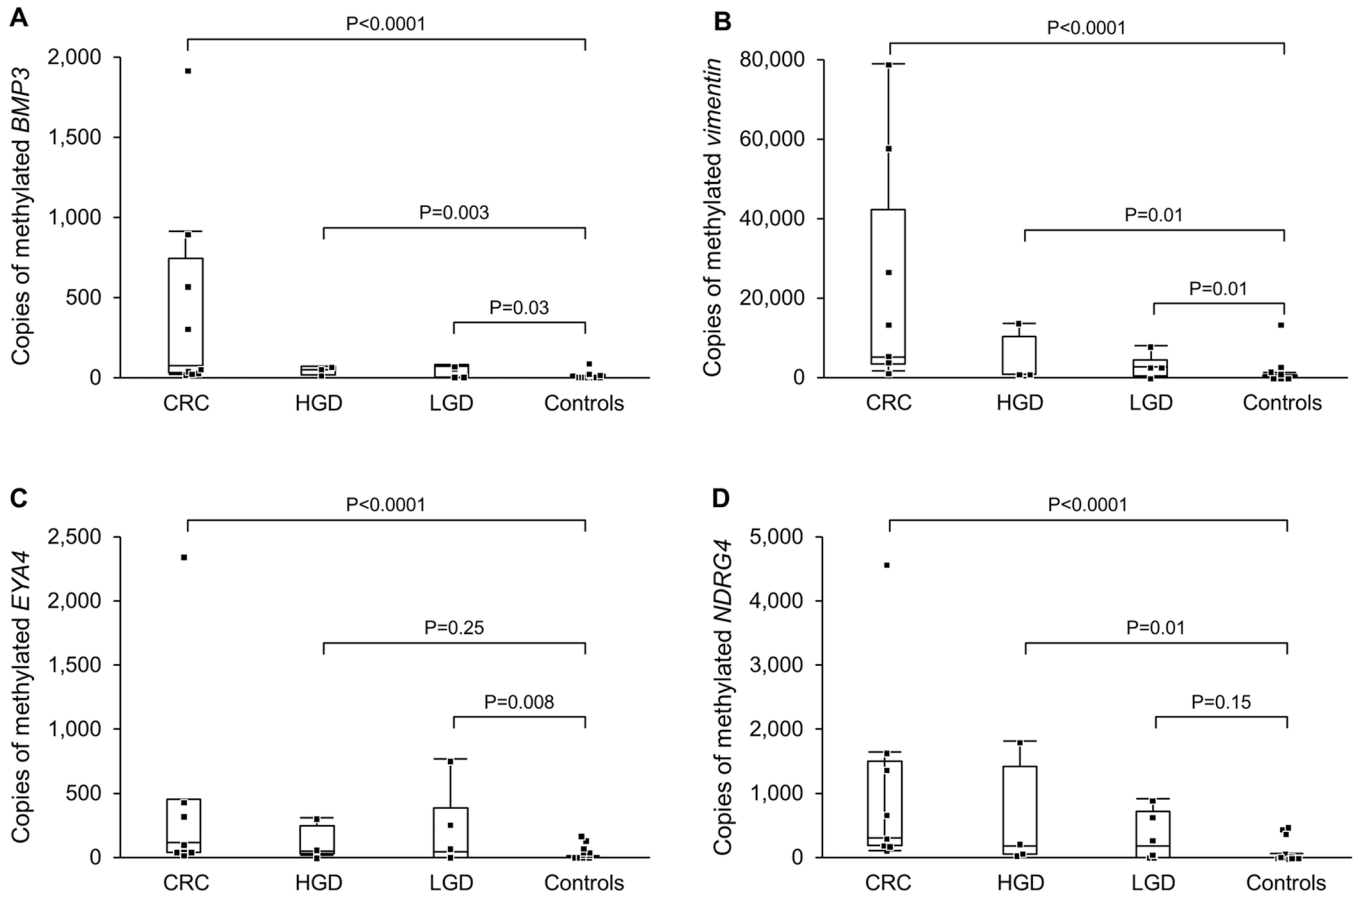 A
P<0.0001
2,000
1,500
P=0.003
1,000
500
P=0.03
0
Copies of methylated BMP3
CRC HGD LGD Controls
B
P<0.0001
80,000
60,000
P=0.01
40,000
P=0.01
20,000
0
Copies of methylated vimentin
CRC HGD LGD Controls
C
P<0.0001
2,500
2,000
P=0.25
1,500
P=0.008
1,000
500
0
Copies of methylated EYA4
CRC HGD LGD Controls
D
P<0.0001
5,000
4,000
P=0.01
3,000
P=0.15
2,000
1,000
0
Copies of methylated NDRG4
CRC HGD LGD Controls